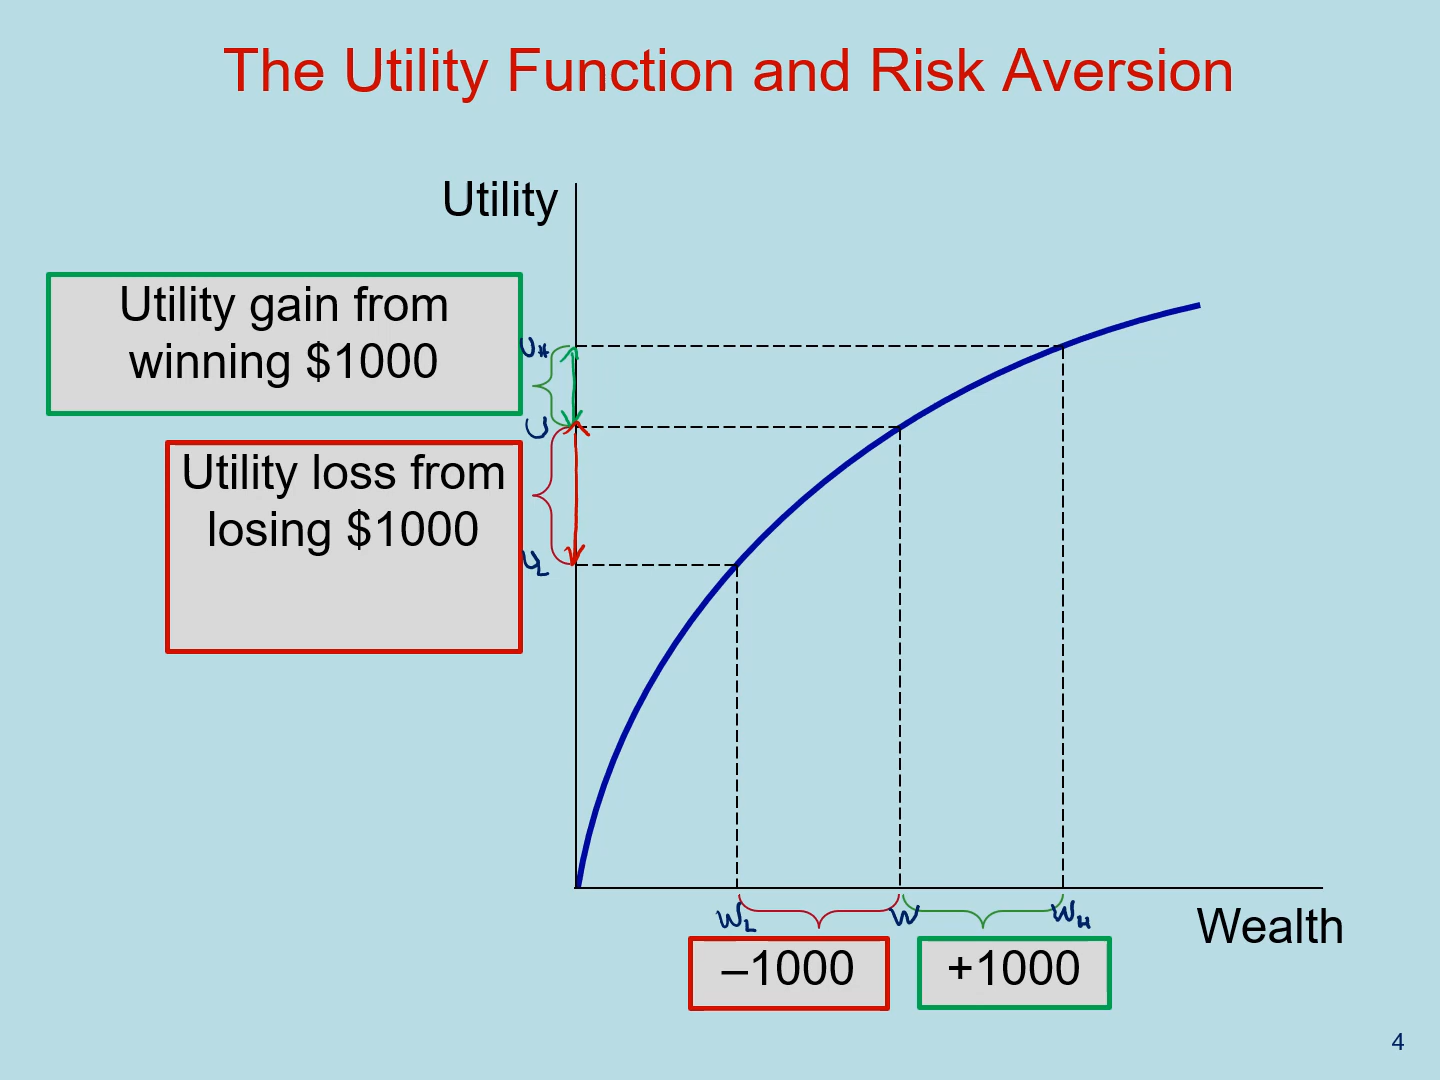 The Utility Function and Risk Aversion
Utility
Utility gain from
winning $1000
U_H
U
Utility loss from
losing $1000
U_L
W_L
W
W_H
Wealth
–1000
+1000
4